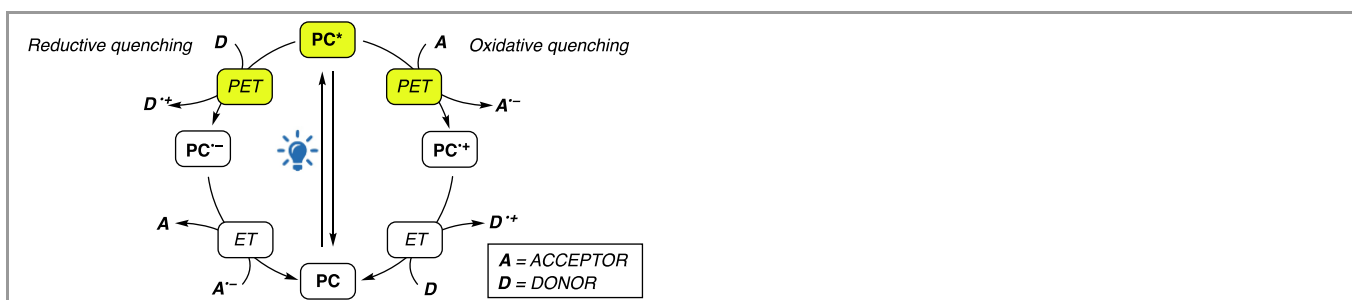 Reductive quenching
D
PC*
A
Oxidative quenching
PET
PET
D•+
A•–
PC•–
PC•+
A
ET
ET
D•+
A•–
PC
D
A = ACCEPTOR
D = DONOR